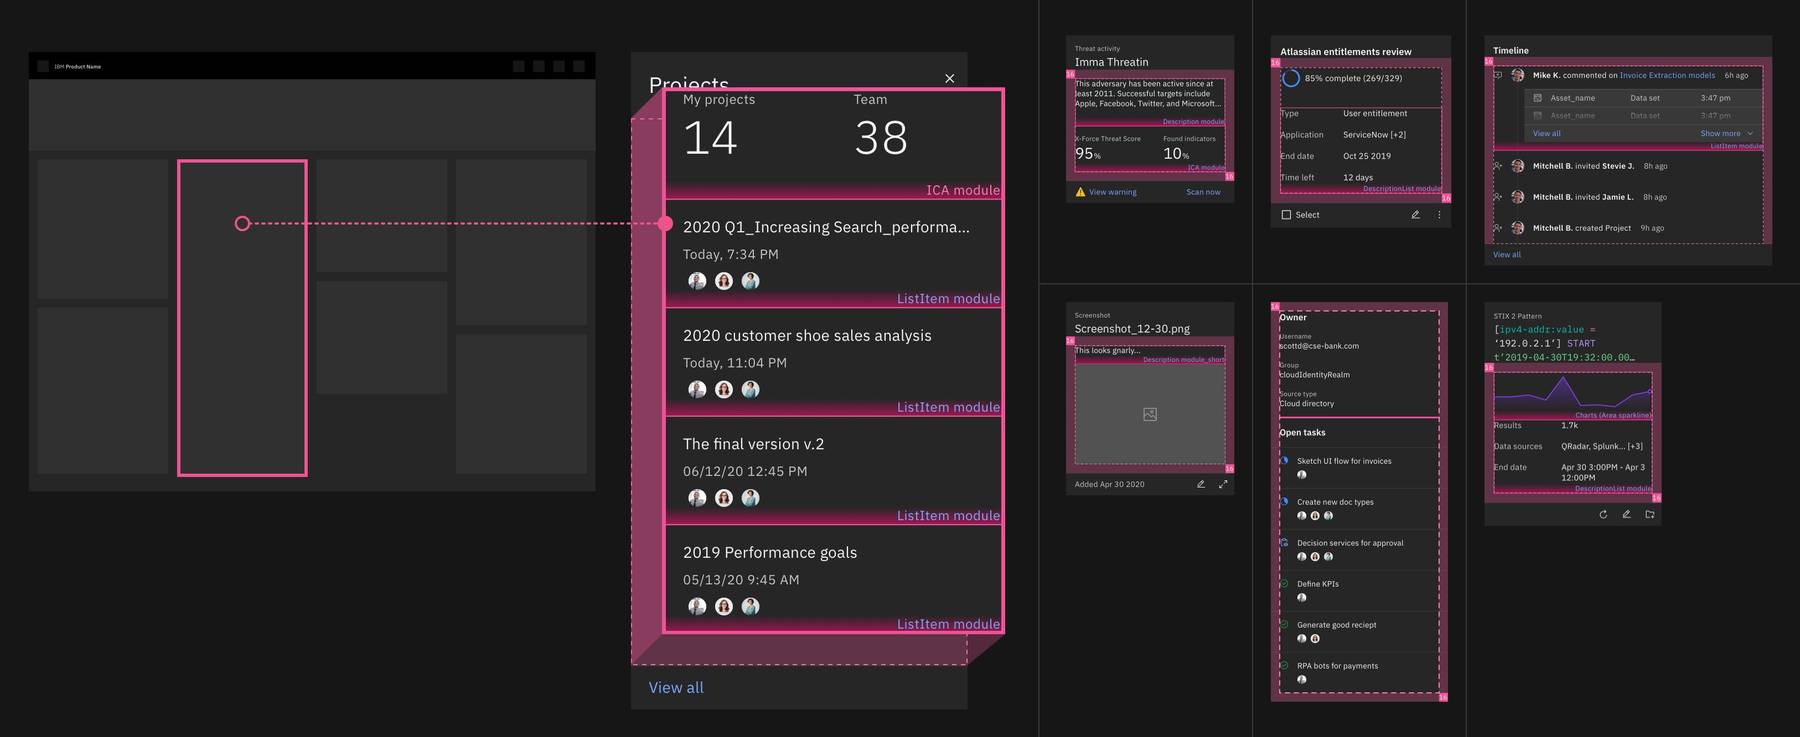 IBM Product Name
Projects
My projects
Team
14
38
ICA module
2020 Q1_Increasing Search_performa...
Today, 7:34 PM
ListItem module
2020 customer shoe sales analysis
Today, 11:04 PM
ListItem module
The final version v.2
06/12/20 12:45 PM
ListItem module
2019 Performance goals
05/13/20 9:45 AM
ListItem module
View all
Threat activity
Imma Threatin
16
This adversary has been active since at
least 2011. Successful targets include
Apple, Facebook, Twitter, and Microsoft...
Description module
X-Force Threat Score
Found indicators
95%
10%
ICA module
16
View warning
Scan now
Atlassian entitlements review
16
85% complete (269/329)
Type
User entitlement
Application
ServiceNow [+2]
End date
Oct 25 2019
Time left
12 days
DescriptionList module
16
Select
Timeline
16
Mike K. commented on Invoice Extraction models 6h ago
Asset_name
Data set
3:47 pm
Asset_name
Data set
3:47 pm
View all
Show more
ListItem module
Mitchell B. invited Stevie J. 8h ago
Mitchell B. invited Jamie L. 8h ago
Mitchell B. created Project 9h ago
View all
Screenshot
Screenshot_12-30.png
16
This looks gnarly...
Description module_short
16
Added Apr 30 2020
16
Owner
Username
scottd@cse-bank.com
Group
cloudIdentityRealm
Source type
Cloud directory
Open tasks
Sketch UI flow for invoices
Create new doc types
Decision services for approval
Define KPIs
Generate good reciept
RPA bots for payments
16
STIX 2 Pattern
[ipv4-addr:value =
‘192.0.2.1’] START
t’2019-04-30T19:32:00.00…
16
Charts (Area sparkline)
Results
1.7k
Data sources
QRadar, Splunk... [+3]
End date
Apr 30 3:00PM - Apr 3
12:00PM
DescriptionList module
16